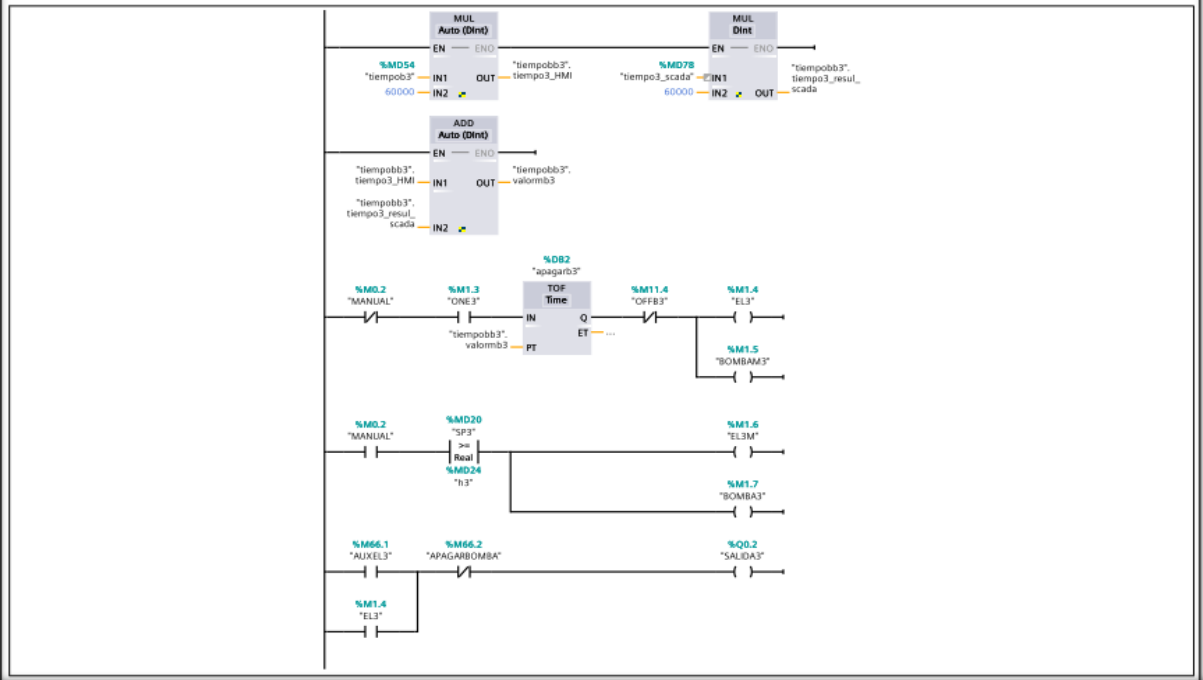 MUL
Auto (DInt)
EN ENO
%MD54
"tiempob3" IN1 OUT "tiempobb3".
tiempo3_HMI
60000 IN2
MUL
DInt
EN ENO
%MD78
"tiempo3_scada" IN1
60000 IN2 OUT "tiempobb3".
tiempo3_resul_
scada
ADD
Auto (DInt)
EN ENO
"tiempobb3".
tiempo3_HMI IN1 OUT "tiempobb3".
valormb3
"tiempobb3".
tiempo3_resul_
scada IN2
%DB2
"apagarb3"
TOF
Time
%M0.2
"MANUAL"
%M1.3
"ONE3"
IN Q
ET ...
"tiempobb3".
valormb3 PT
%M11.4
"OFFB3"
%M1.4
"EL3"
%M1.5
"BOMBAM3"
%M0.2
"MANUAL"
%MD20
"SP3"
>=
Real
%MD24
"h3"
%M1.6
"EL3M"
%M1.7
"BOMBA3"
%M66.1
"AUXEL3"
%M66.2
"APAGARBOMBA"
%Q0.2
"SALIDA3"
%M1.4
"EL3"